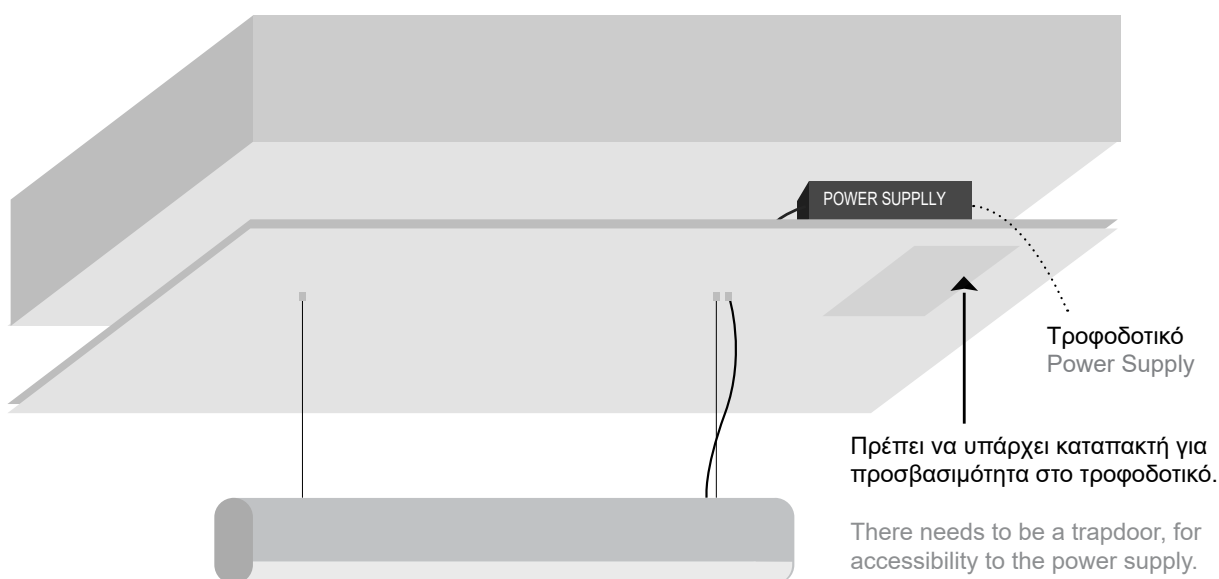 POWER SUPPLLY
Τροφοδοτικό
Power Supply
Πρέπει να υπάρχει καταπακτή για
προσβασιμότητα στο τροφοδοτικό.
There needs to be a trapdoor, for
accessibility to the power supply.